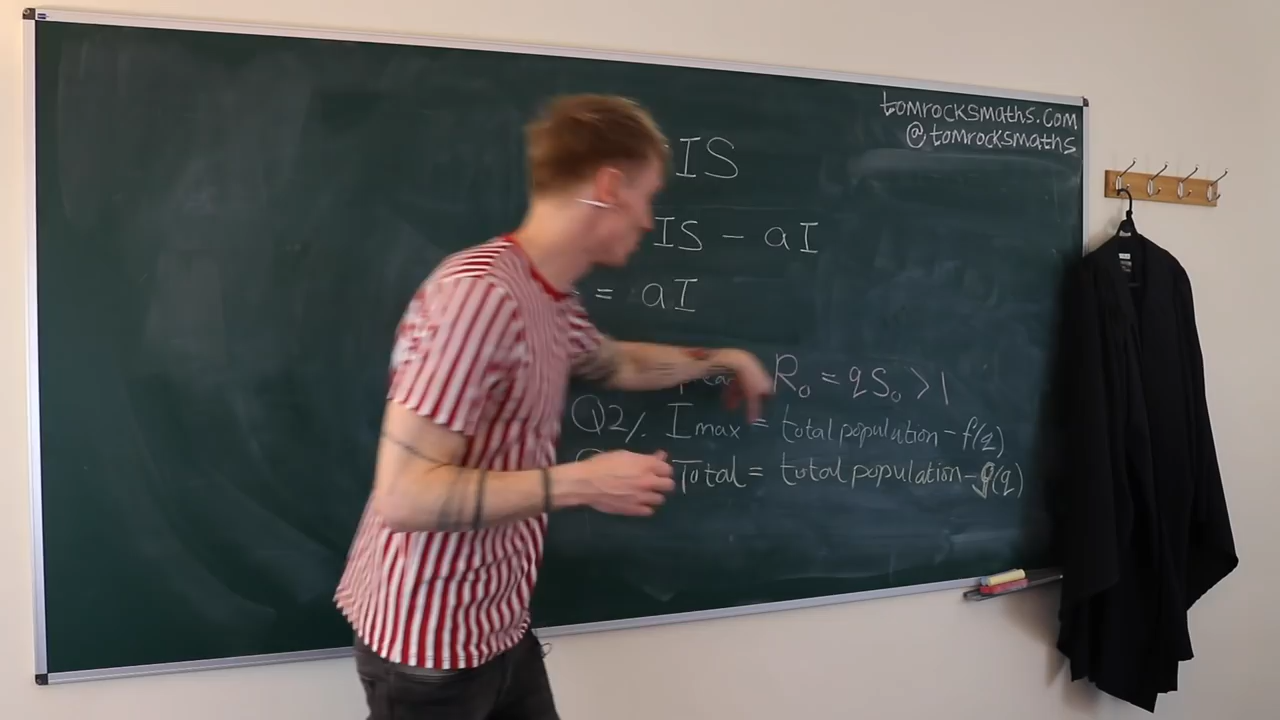 tomrocksmaths.com
@tomrocksmaths
IS
IS - aI
= aI
R₀ = qS₀ >1
Q2/. Imax = total population - f(q)
Total = total population - g(q)